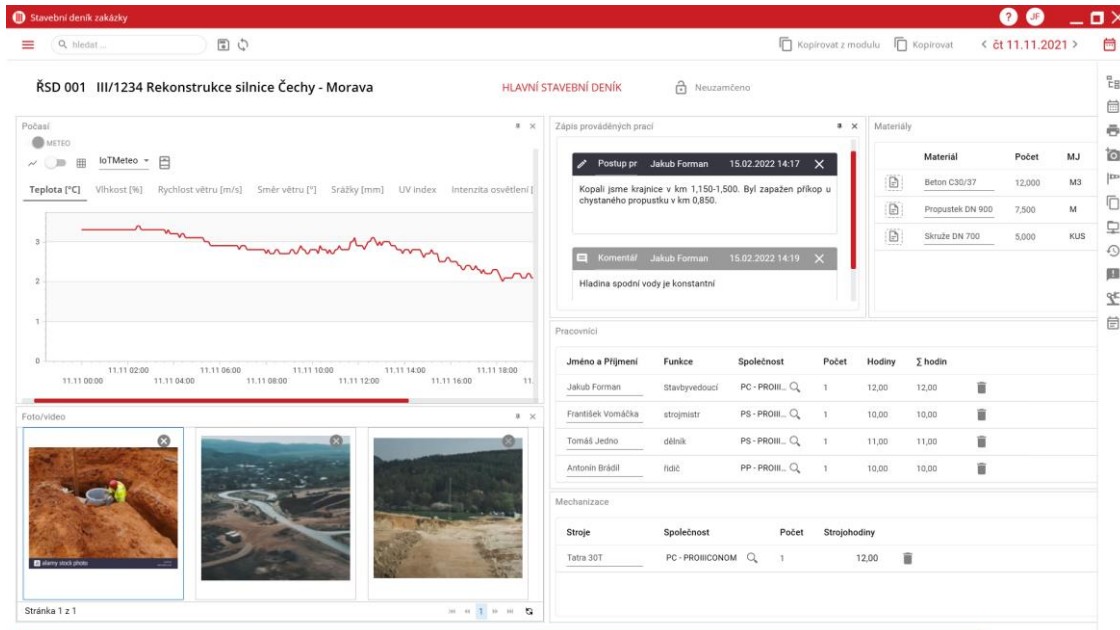 Stavební deník zakázky
? JF
hledat ...
Kopírovat z modulu
Kopírovat
< čt 11.11.2021 >
ŘSD 001 III/1234 Rekonstrukce silnice Čechy - Morava
HLAVNÍ STAVEBNÍ DENÍK
Neuzamčeno
Počasí
METEO
IoTMeteo
Teplota [°C] Vlhkost [%] Rychlost větru [m/s] Směr větru [°] Srážky [mm] UV index Intenzita osvětlení [
3
2
1
0
11.11 02:00 11.11 06:00 11.11 10:00 11.11 14:00 11.11 18:00
11.11 00:00 11.11 04:00 11.11 08:00 11.11 12:00 11.11 16:00 11.
Foto/video
alamy stock photo
Stránka 1 z 1
1
Zápis prováděných prací
Postup pr Jakub Forman 15.02.2022 14:17
Kopali jsme krajnice v km 1,150-1,500. Byl zapažen příkop u
chystaného propustku v km 0,850.
Komentář Jakub Forman 15.02.2022 14:19
Hladina spodní vody je konstantní
Materiály
Materiál Počet MJ
Beton C30/37 12,000 M3
Propustek DN 900 7,500 M
Skruže DN 700 5,000 KUS
Pracovníci
Jméno a Příjmení Funkce Společnost Počet Hodiny ∑ hodin
Jakub Forman Stavbyvedoucí PC - PROIII... 1 12,00 12,00
František Vomáčka strojmistr PS - PROIII... 1 10,00 10,00
Tomáš Jedno dělník PS - PROIII... 1 11,00 11,00
Antonín Brádil řidič PP - PROIII... 1 10,00 10,00
Mechanizace
Stroje Společnost Počet Strojohodiny
Tatra 30T PC - PROIIICONOM 1 12,00